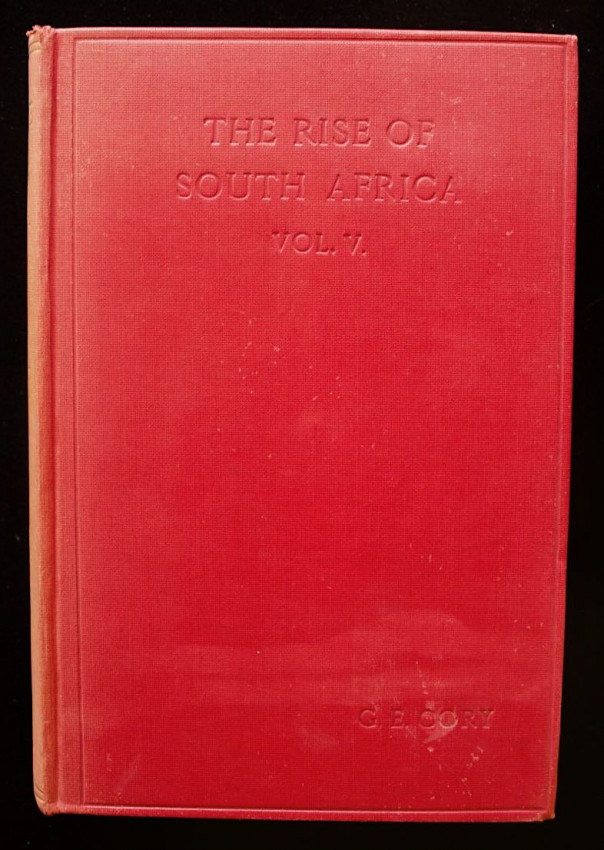 THE RISE OF
SOUTH AFRICA
VOL. V.
G. E. CORY